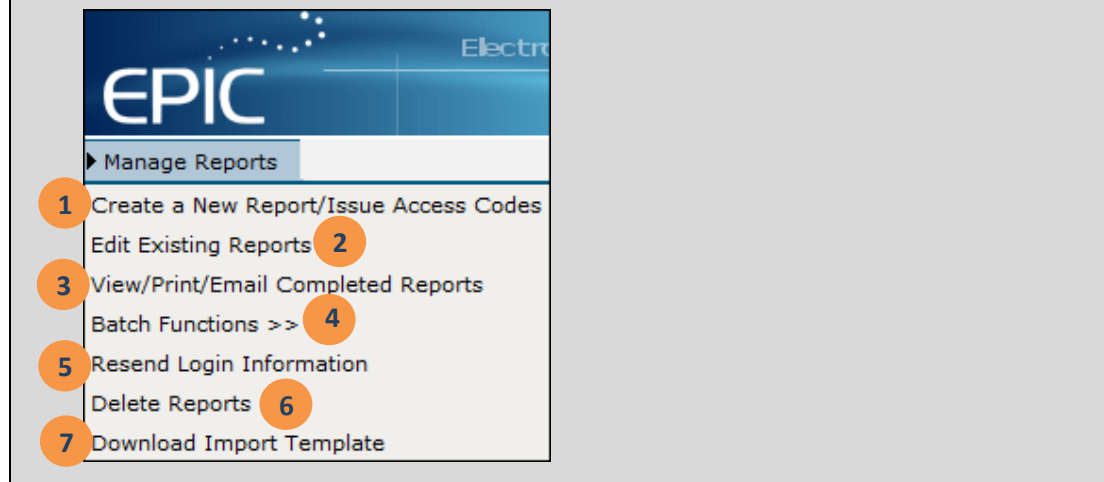 Electro
EPIC
Manage Reports
1 Create a New Report/Issue Access Codes
Edit Existing Reports 2
3 View/Print/Email Completed Reports
Batch Functions >> 4
5 Resend Login Information
Delete Reports 6
7 Download Import Template